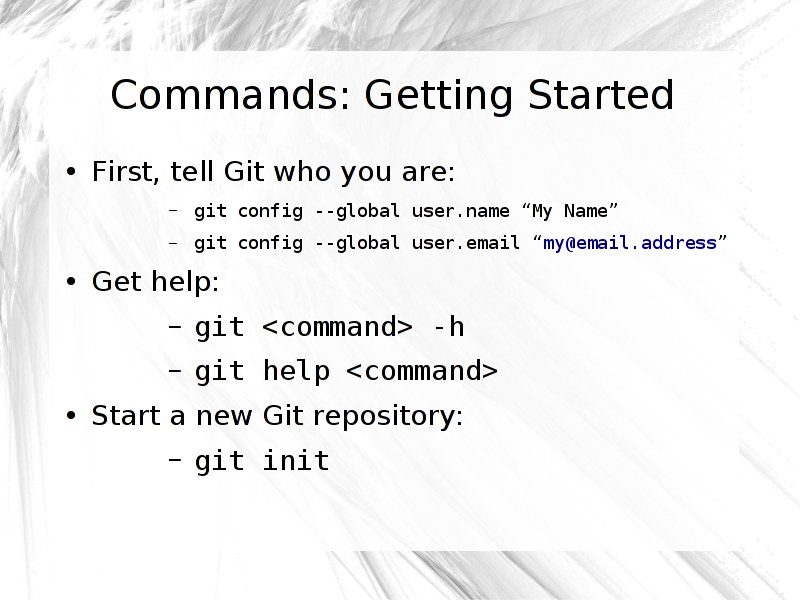 Commands: Getting Started
• First, tell Git who you are:
– git config --global user.name “My Name”
– git config --global user.email “my@email.address”
• Get help:
– git <command> -h
– git help <command>
• Start a new Git repository:
– git init